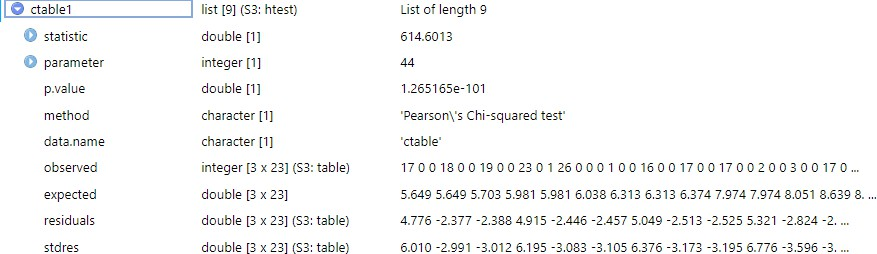 ctable1 list [9] (S3: htest) List of length 9
statistic double [1] 614.6013
parameter integer [1] 44
p.value double [1] 1.265165e-101
method character [1] 'Pearson\'s Chi-squared test'
data.name character [1] 'ctable'
observed integer [3 x 23] (S3: table) 17 0 0 18 0 0 19 0 0 23 0 1 26 0 0 0 1 0 0 16 0 0 17 0 0 17 0 0 2 0 0 3 0 0 17 0 ...
expected double [3 x 23] 5.649 5.649 5.703 5.981 5.981 6.038 6.313 6.313 6.374 7.974 7.974 8.051 8.639 8. ...
residuals double [3 x 23] (S3: table) 4.776 -2.377 -2.388 4.915 -2.446 -2.457 5.049 -2.513 -2.525 5.321 -2.824 -2. ...
stdres double [3 x 23] (S3: table) 6.010 -2.991 -3.012 6.195 -3.083 -3.105 6.376 -3.173 -3.195 6.776 -3.596 -3. ...